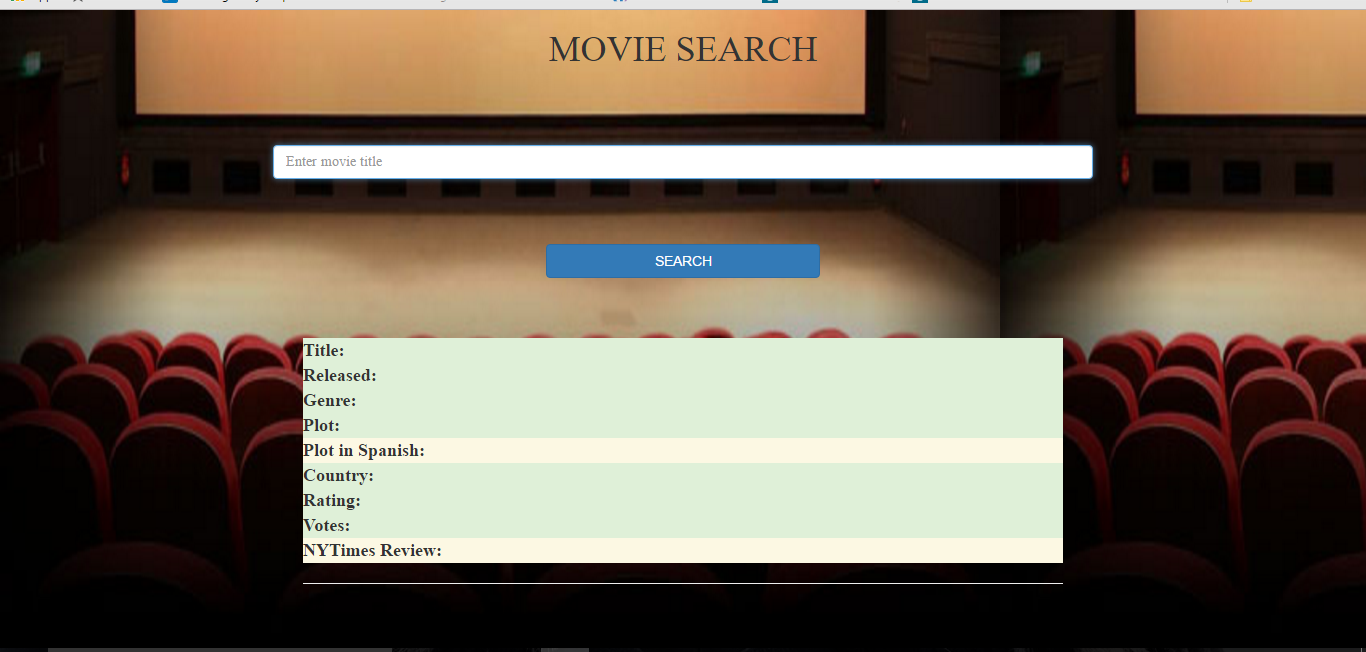 MOVIE SEARCH
Enter movie title
SEARCH
Title:
Released:
Genre:
Plot:
Plot in Spanish:
Country:
Rating:
Votes:
NYTimes Review: